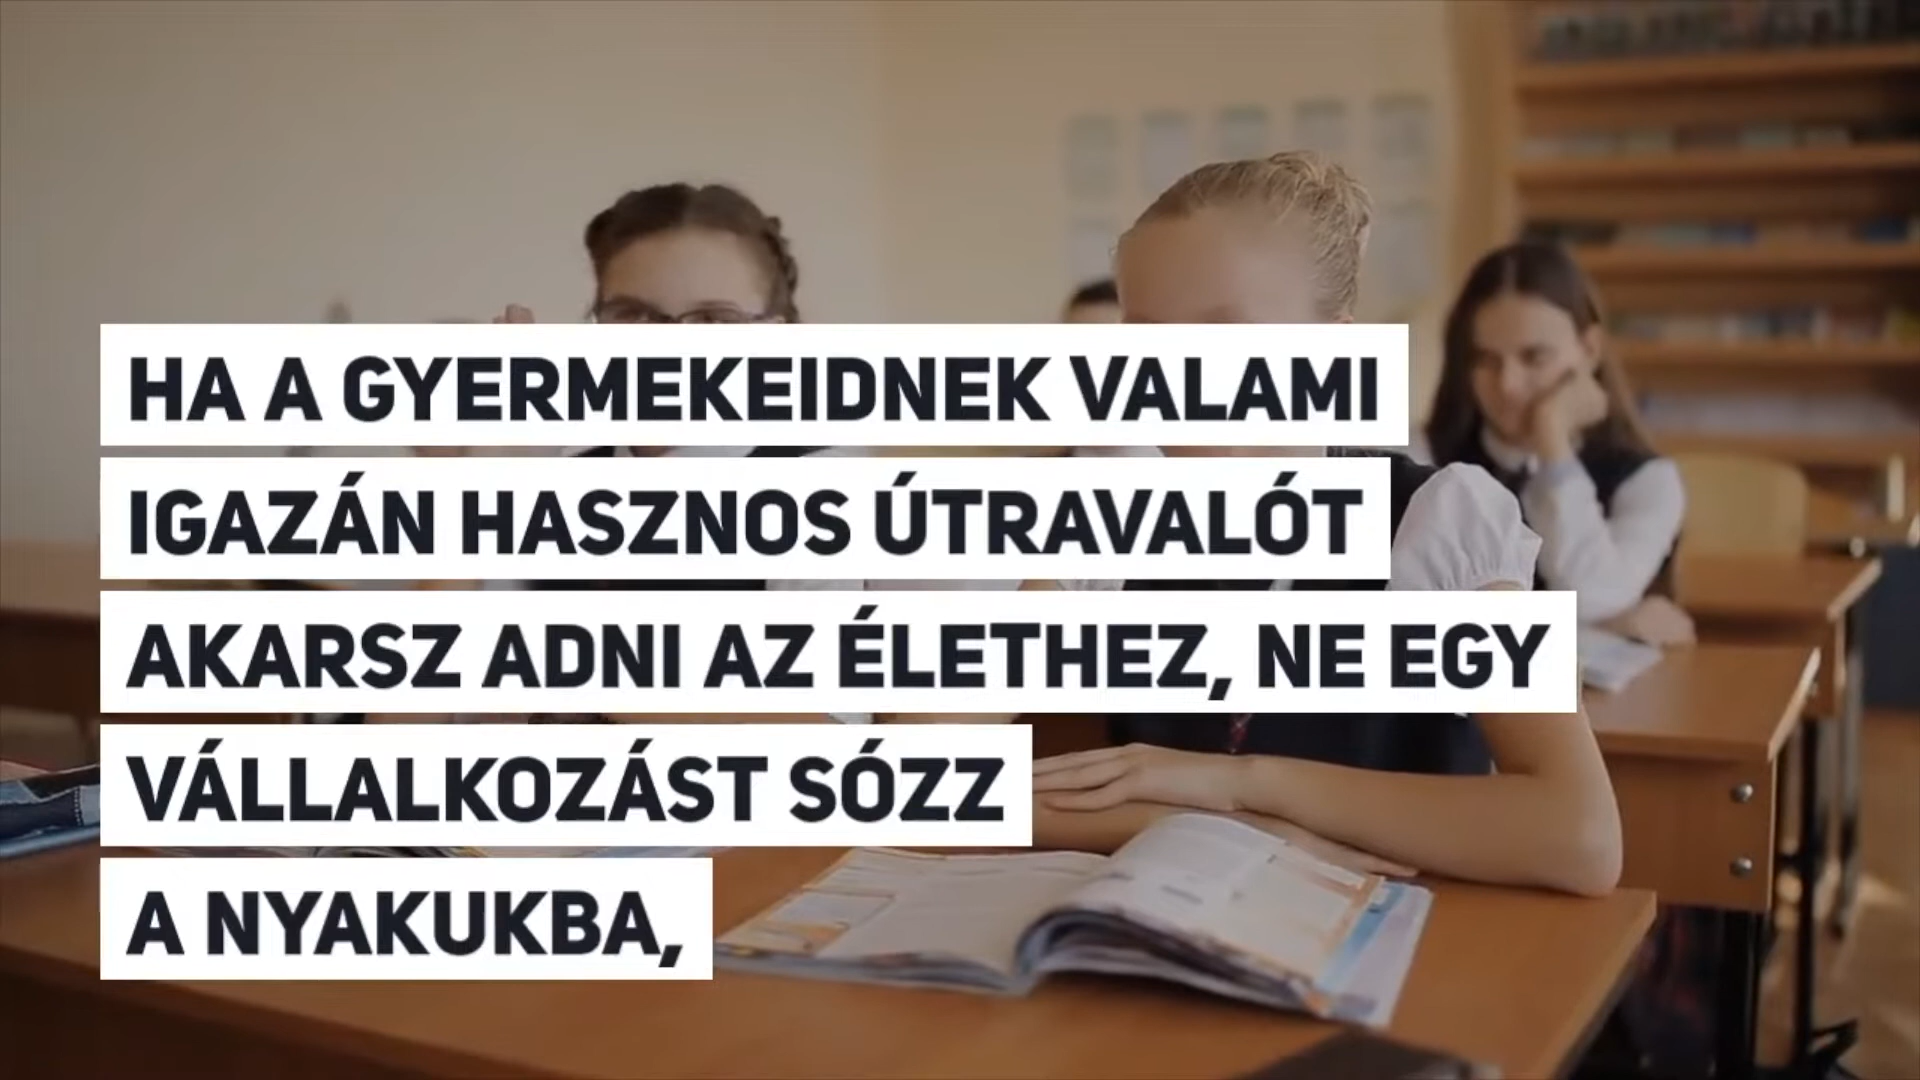 HA A GYERMEKEIDNEK VALAMI
IGAZÁN HASZNOS ÚTRAVALÓT
AKARSZ ADNI AZ ÉLETHEZ, NE EGY
VÁLLALKOZÁST SÓZZ
A NYAKUKBA,